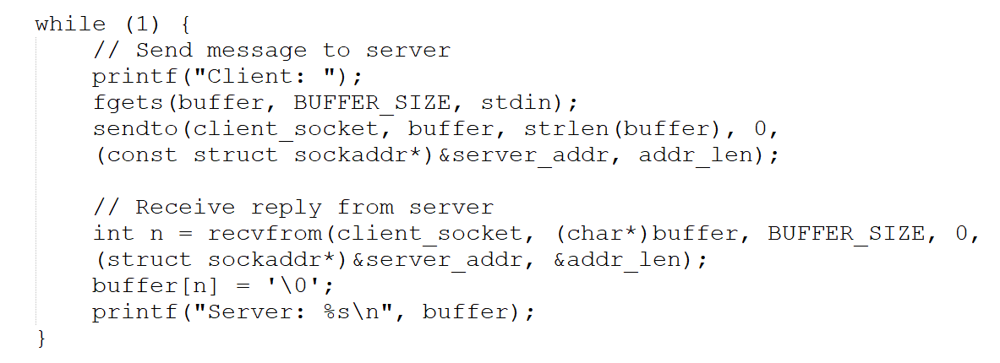 while (1) {
// Send message to server
printf("Client: ");
fgets(buffer, BUFFER_SIZE, stdin);
sendto(client_socket, buffer, strlen(buffer), 0,
(const struct sockaddr*)&server_addr, addr_len);
// Receive reply from server
int n = recvfrom(client_socket, (char*)buffer, BUFFER_SIZE, 0,
(struct sockaddr*)&server_addr, &addr_len);
buffer[n] = '\0';
printf("Server: %s\n", buffer);
}